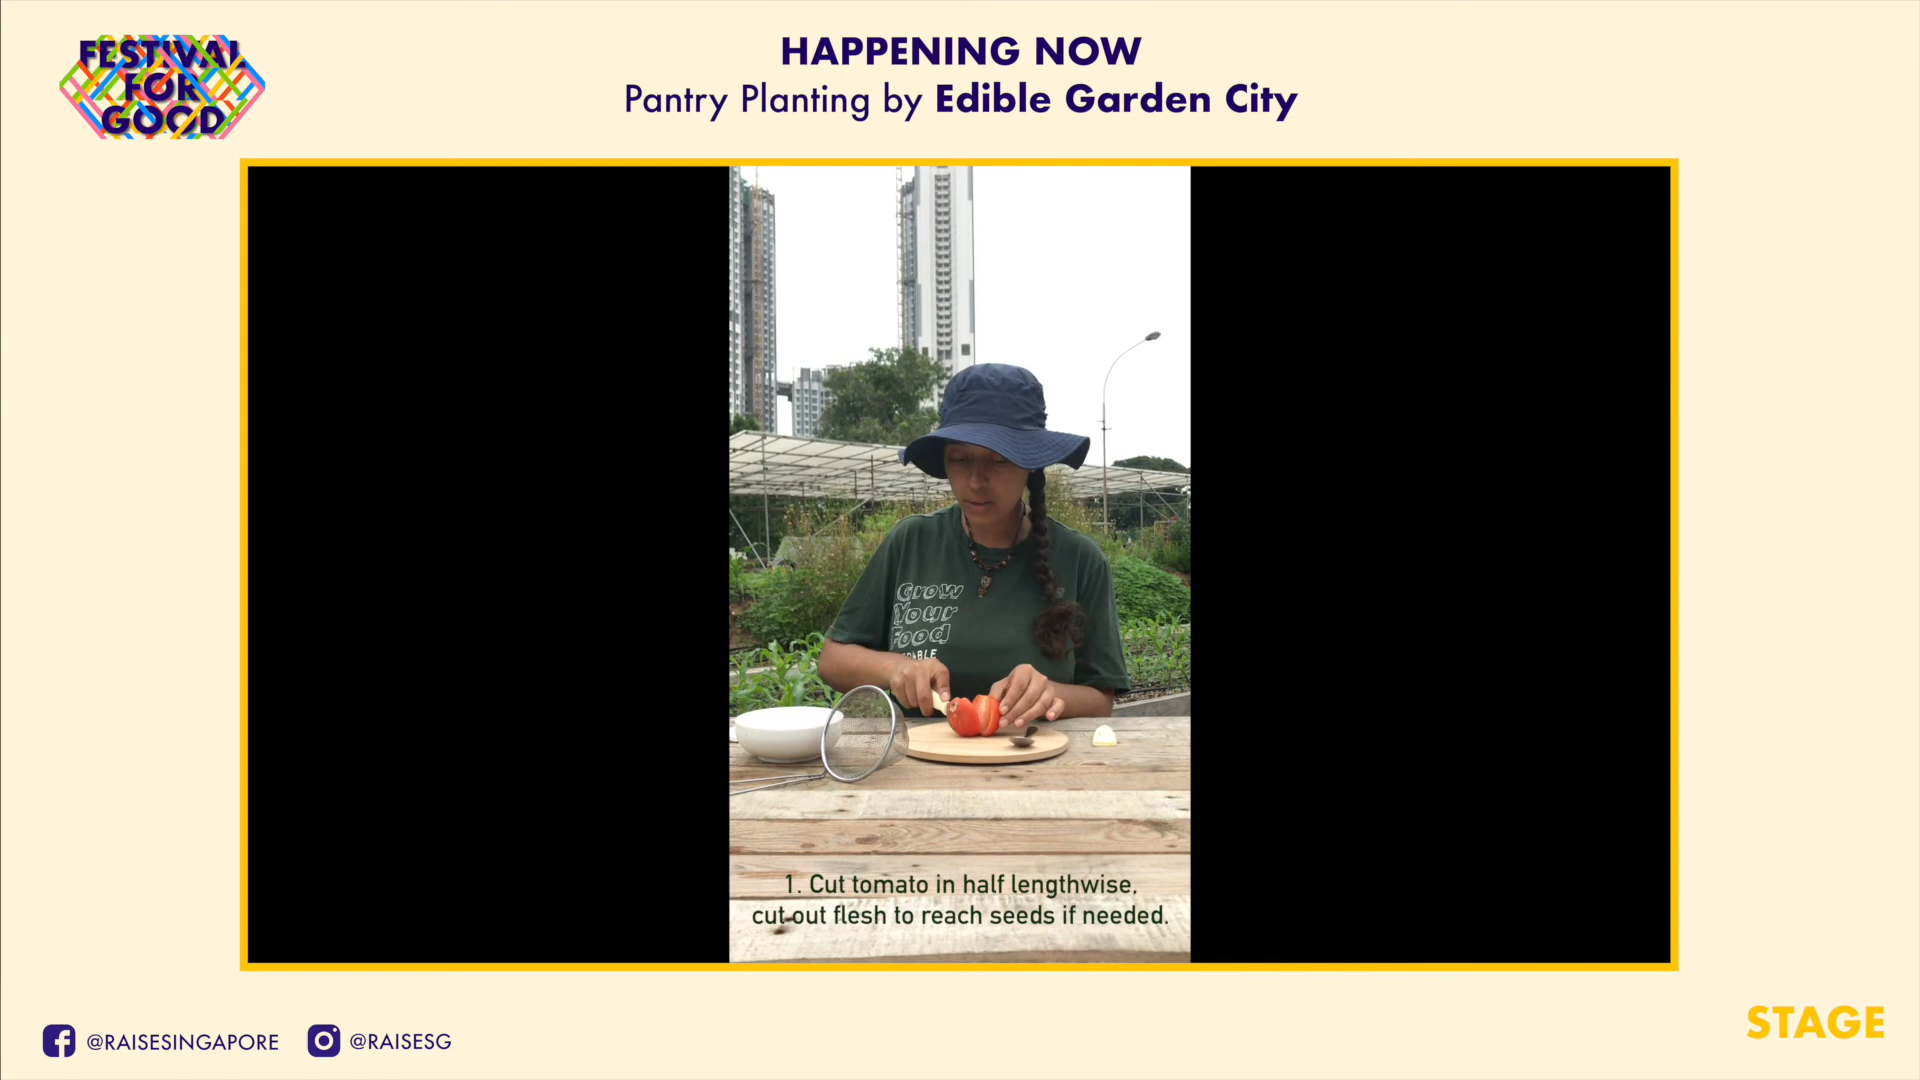 FESTIVAL
FOR
GOOD
HAPPENING NOW
Pantry Planting by Edible Garden City
Grow
Your
Food
1. Cut tomato in half lengthwise,
cut out flesh to reach seeds if needed.
@RAISESINGAPORE
@RAISESG
STAGE